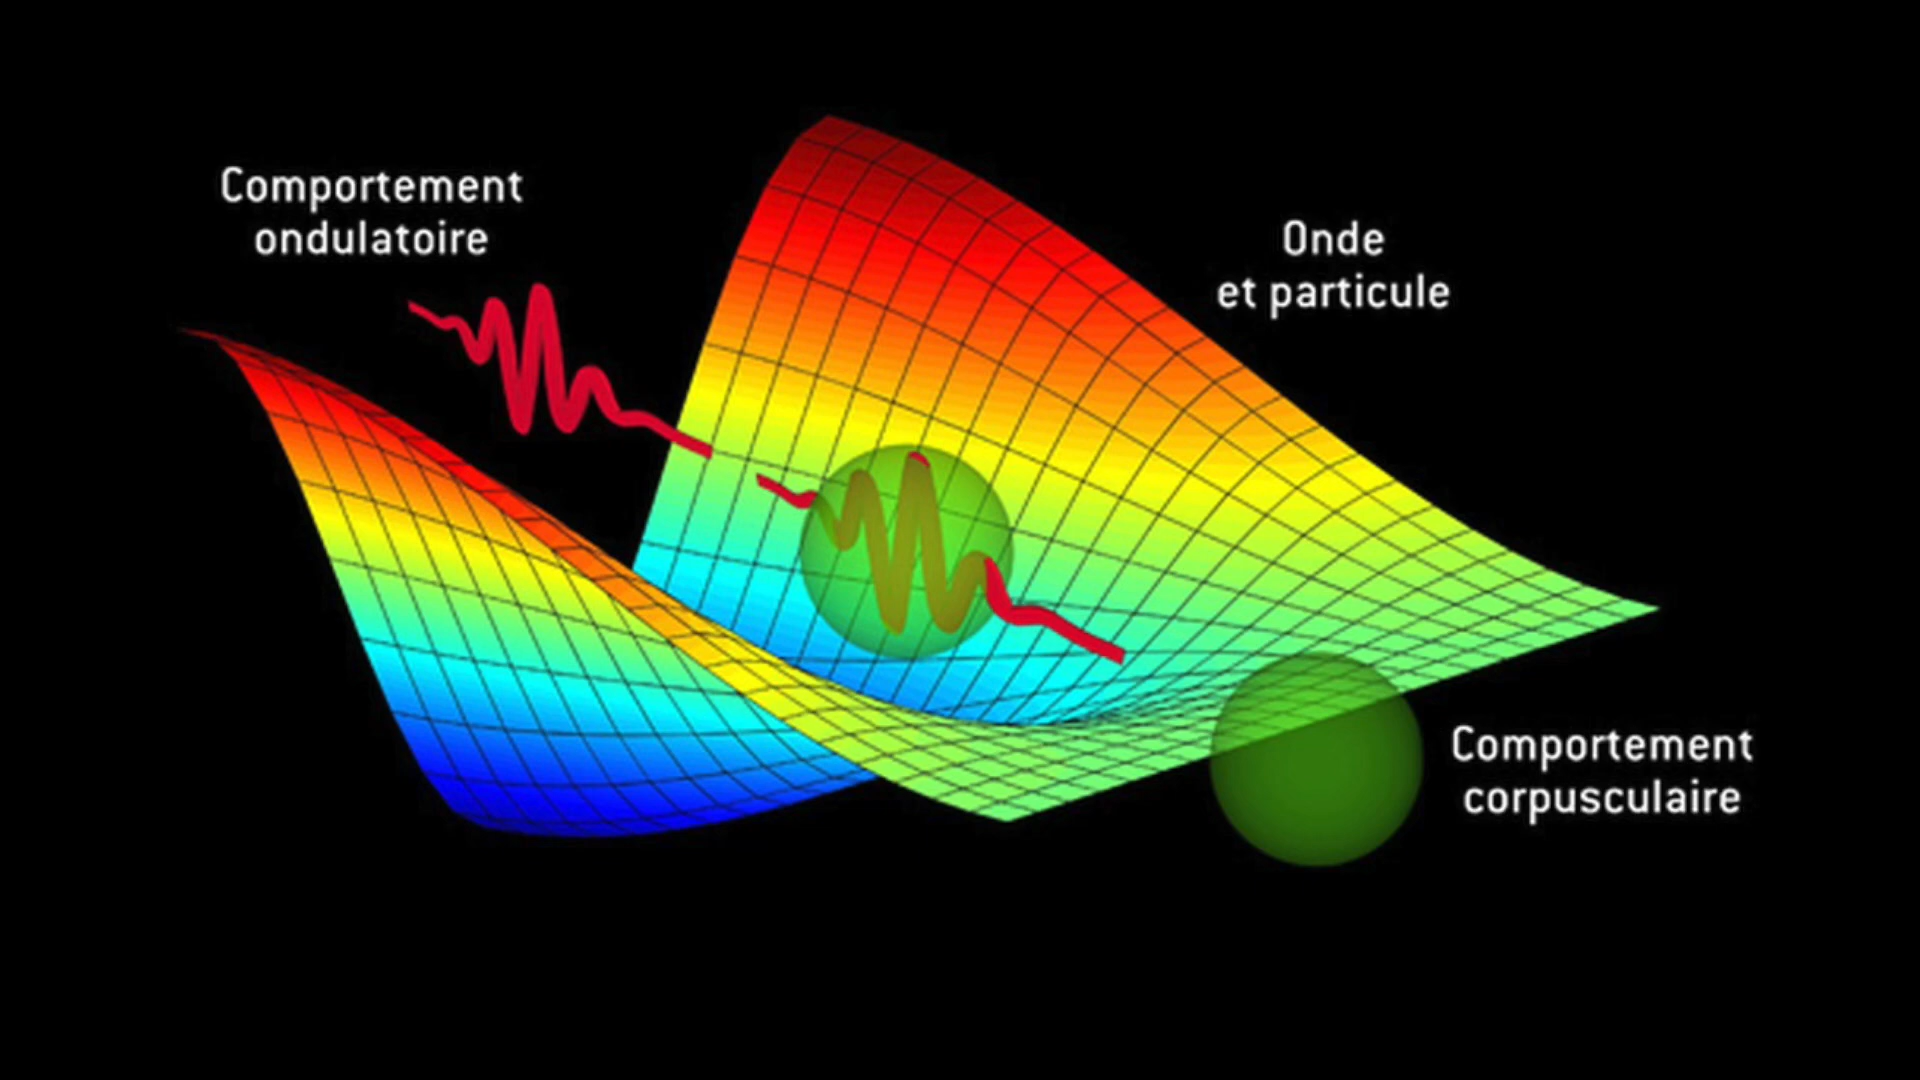 Comportement
ondulatoire
Onde
et particule
Comportement
corpusculaire